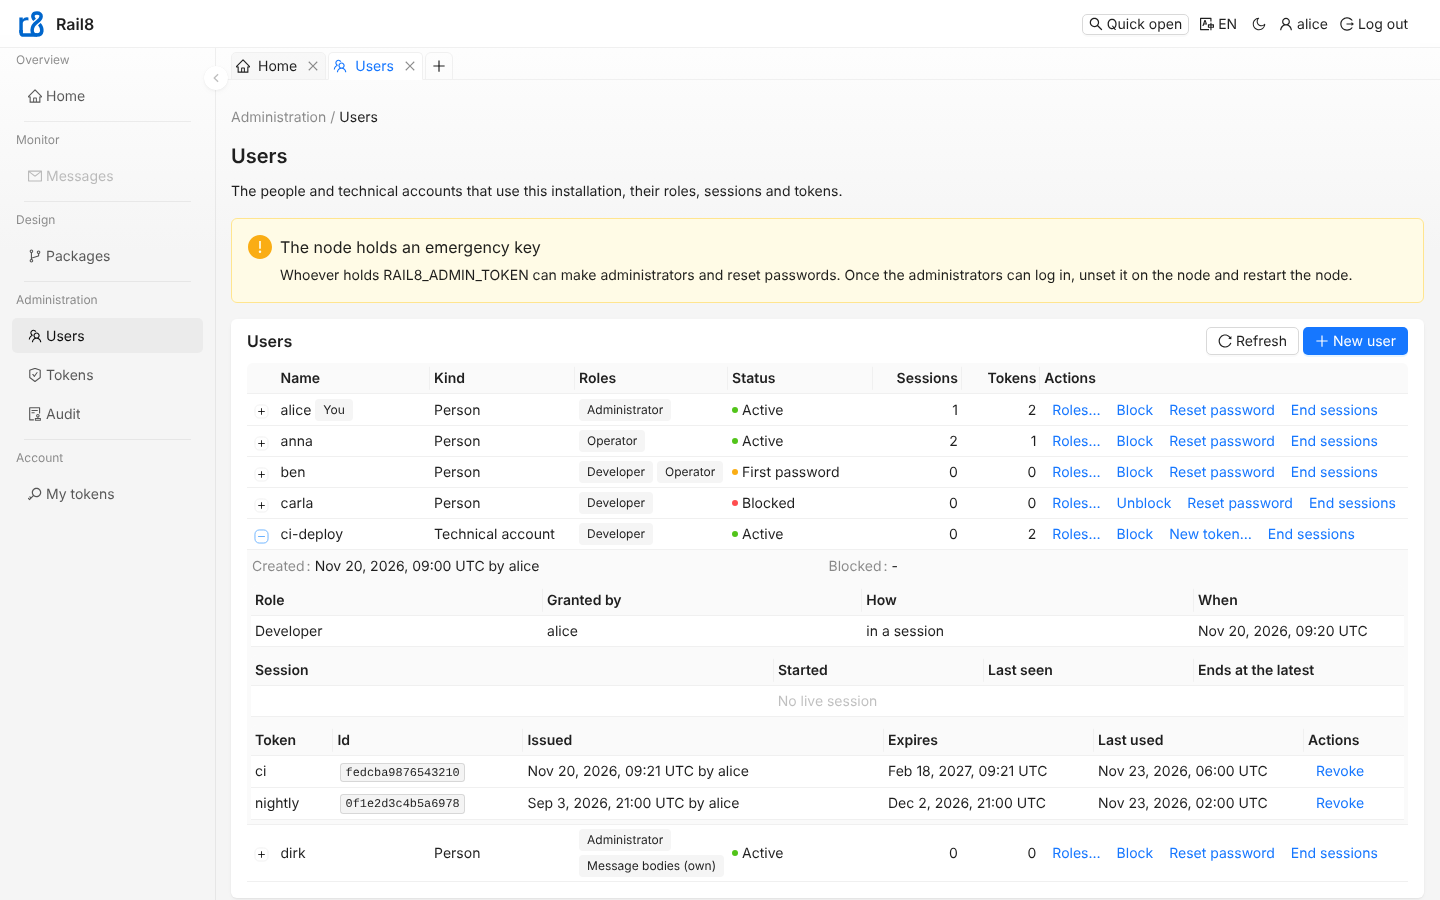 Rail8
Quick open
EN
alice
Log out
Overview
Home
Monitor
Messages
Design
Packages
Administration
Users
Tokens
Audit
Account
My tokens
Home
Users
Administration / Users
Users
The people and technical accounts that use this installation, their roles, sessions and tokens.
The node holds an emergency key
Whoever holds RAIL8_ADMIN_TOKEN can make administrators and reset passwords. Once the administrators can log in, unset it on the node and restart the node.
Users
Refresh
+ New user
Name Kind Roles Status Sessions Tokens Actions
+ alice You Person Administrator Active 1 2 Roles... Block Reset password End sessions
+ anna Person Operator Active 2 1 Roles... Block Reset password End sessions
+ ben Person Developer Operator First password 0 0 Roles... Block Reset password End sessions
+ carla Person Developer Blocked 0 0 Roles... Unblock Reset password End sessions
ci-deploy Technical account Developer Active 0 2 Roles... Block New token... End sessions
Created: Nov 20, 2026, 09:00 UTC by alice Blocked: -
Role Granted by How When
Developer alice in a session Nov 20, 2026, 09:20 UTC
Session Started Last seen Ends at the latest
No live session
Token Id Issued Expires Last used Actions
ci fedcba9876543210 Nov 20, 2026, 09:21 UTC by alice Feb 18, 2027, 09:21 UTC Nov 23, 2026, 06:00 UTC Revoke
nightly 0f1e2d3c4b5a6978 Sep 3, 2026, 21:00 UTC by alice Dec 2, 2026, 21:00 UTC Nov 23, 2026, 02:00 UTC Revoke
+ dirk Person Administrator Message bodies (own) Active 0 0 Roles... Block Reset password End sessions